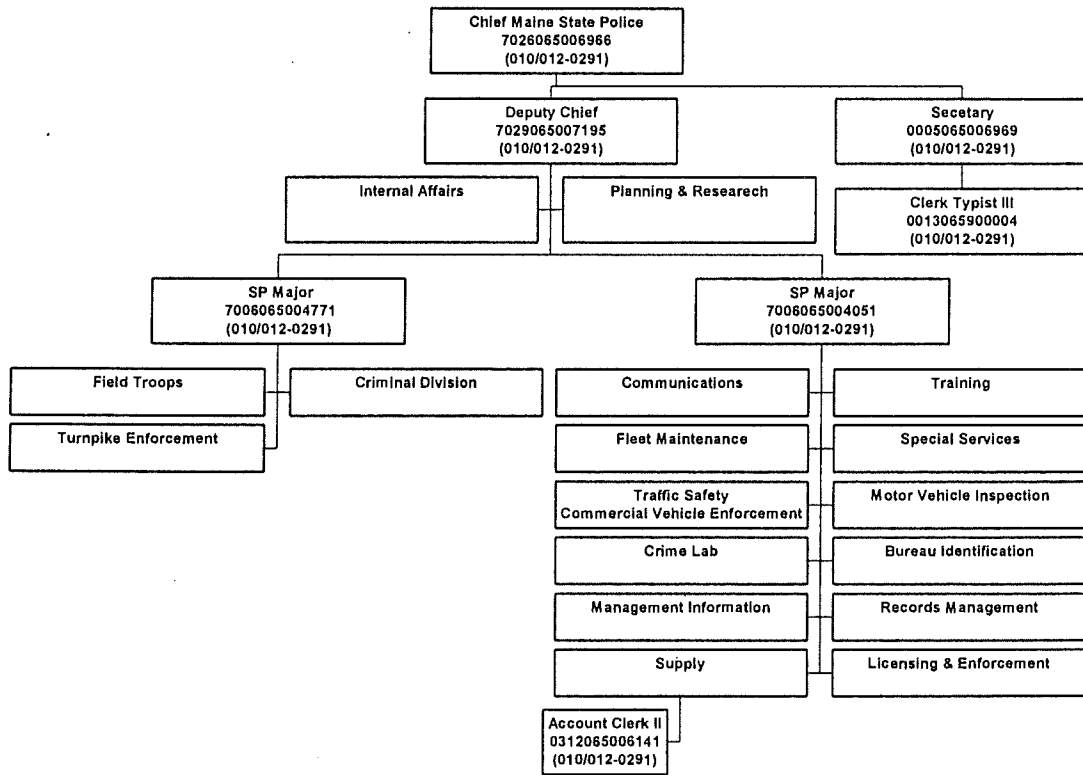 Chief Maine State Police
7026065006966
(010/012-0291)
Deputy Chief
7029065007195
(010/012-0291)
Secetary
0005065006969
(010/012-0291)
Internal Affairs
Planning & Researech
Clerk Typist III
0013065900004
(010/012-0291)
SP Major
7006065004771
(010/012-0291)
SP Major
7006065004051
(010/012-0291)
Field Troops
Criminal Division
Communications
Training
Turnpike Enforcement
Fleet Maintenance
Special Services
Traffic Safety
Commercial Vehicle Enforcement
Motor Vehicle Inspection
Crime Lab
Bureau Identification
Management Information
Records Management
Supply
Licensing & Enforcement
Account Clerk II
0312065006141
(010/012-0291)